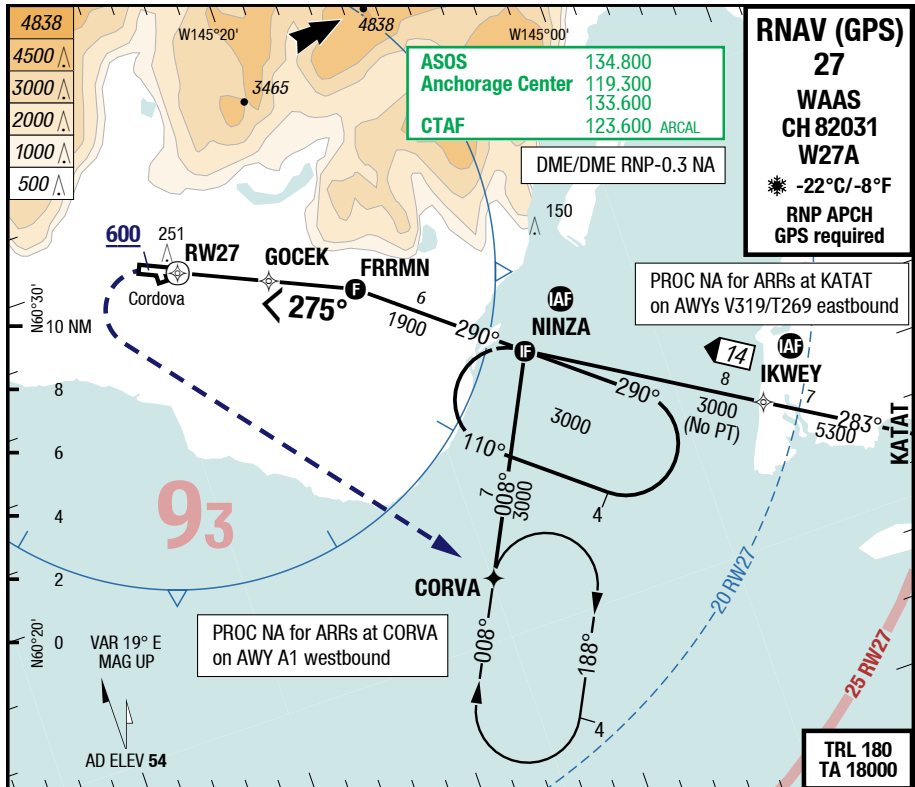 4838
4500
3000
2000
1000
500
W145°20'
4838
W145°00'
3465
ASOS 134.800
Anchorage Center 119.300
133.600
CTAF 123.600 ARCAL
DME/DME RNP-0.3 NA
RNAV (GPS)
27
WAAS
CH 82031
W27A
-22°C/-8°F
RNP APCH
GPS required
150
600
251
RW27
GOCEK
FRRMN
F
Cordova
275°
6
1900
290°
IAF
NINZA
IF
PROC NA for ARRs at KATAT
on AWYs V319/T269 eastbound
14
8
IAF
IKWEY
3000
(No PT)
7
283°
5300
KATAT
N60°30'
10 NM
8
6
4
2
0
N60°20'
290°
3000
110°
4
7
008°
3000
93
CORVA
008°
188°
4
20 RW27
25 RW27
PROC NA for ARRs at CORVA
on AWY A1 westbound
VAR 19° E
MAG UP
AD ELEV 54
TRL 180
TA 18000